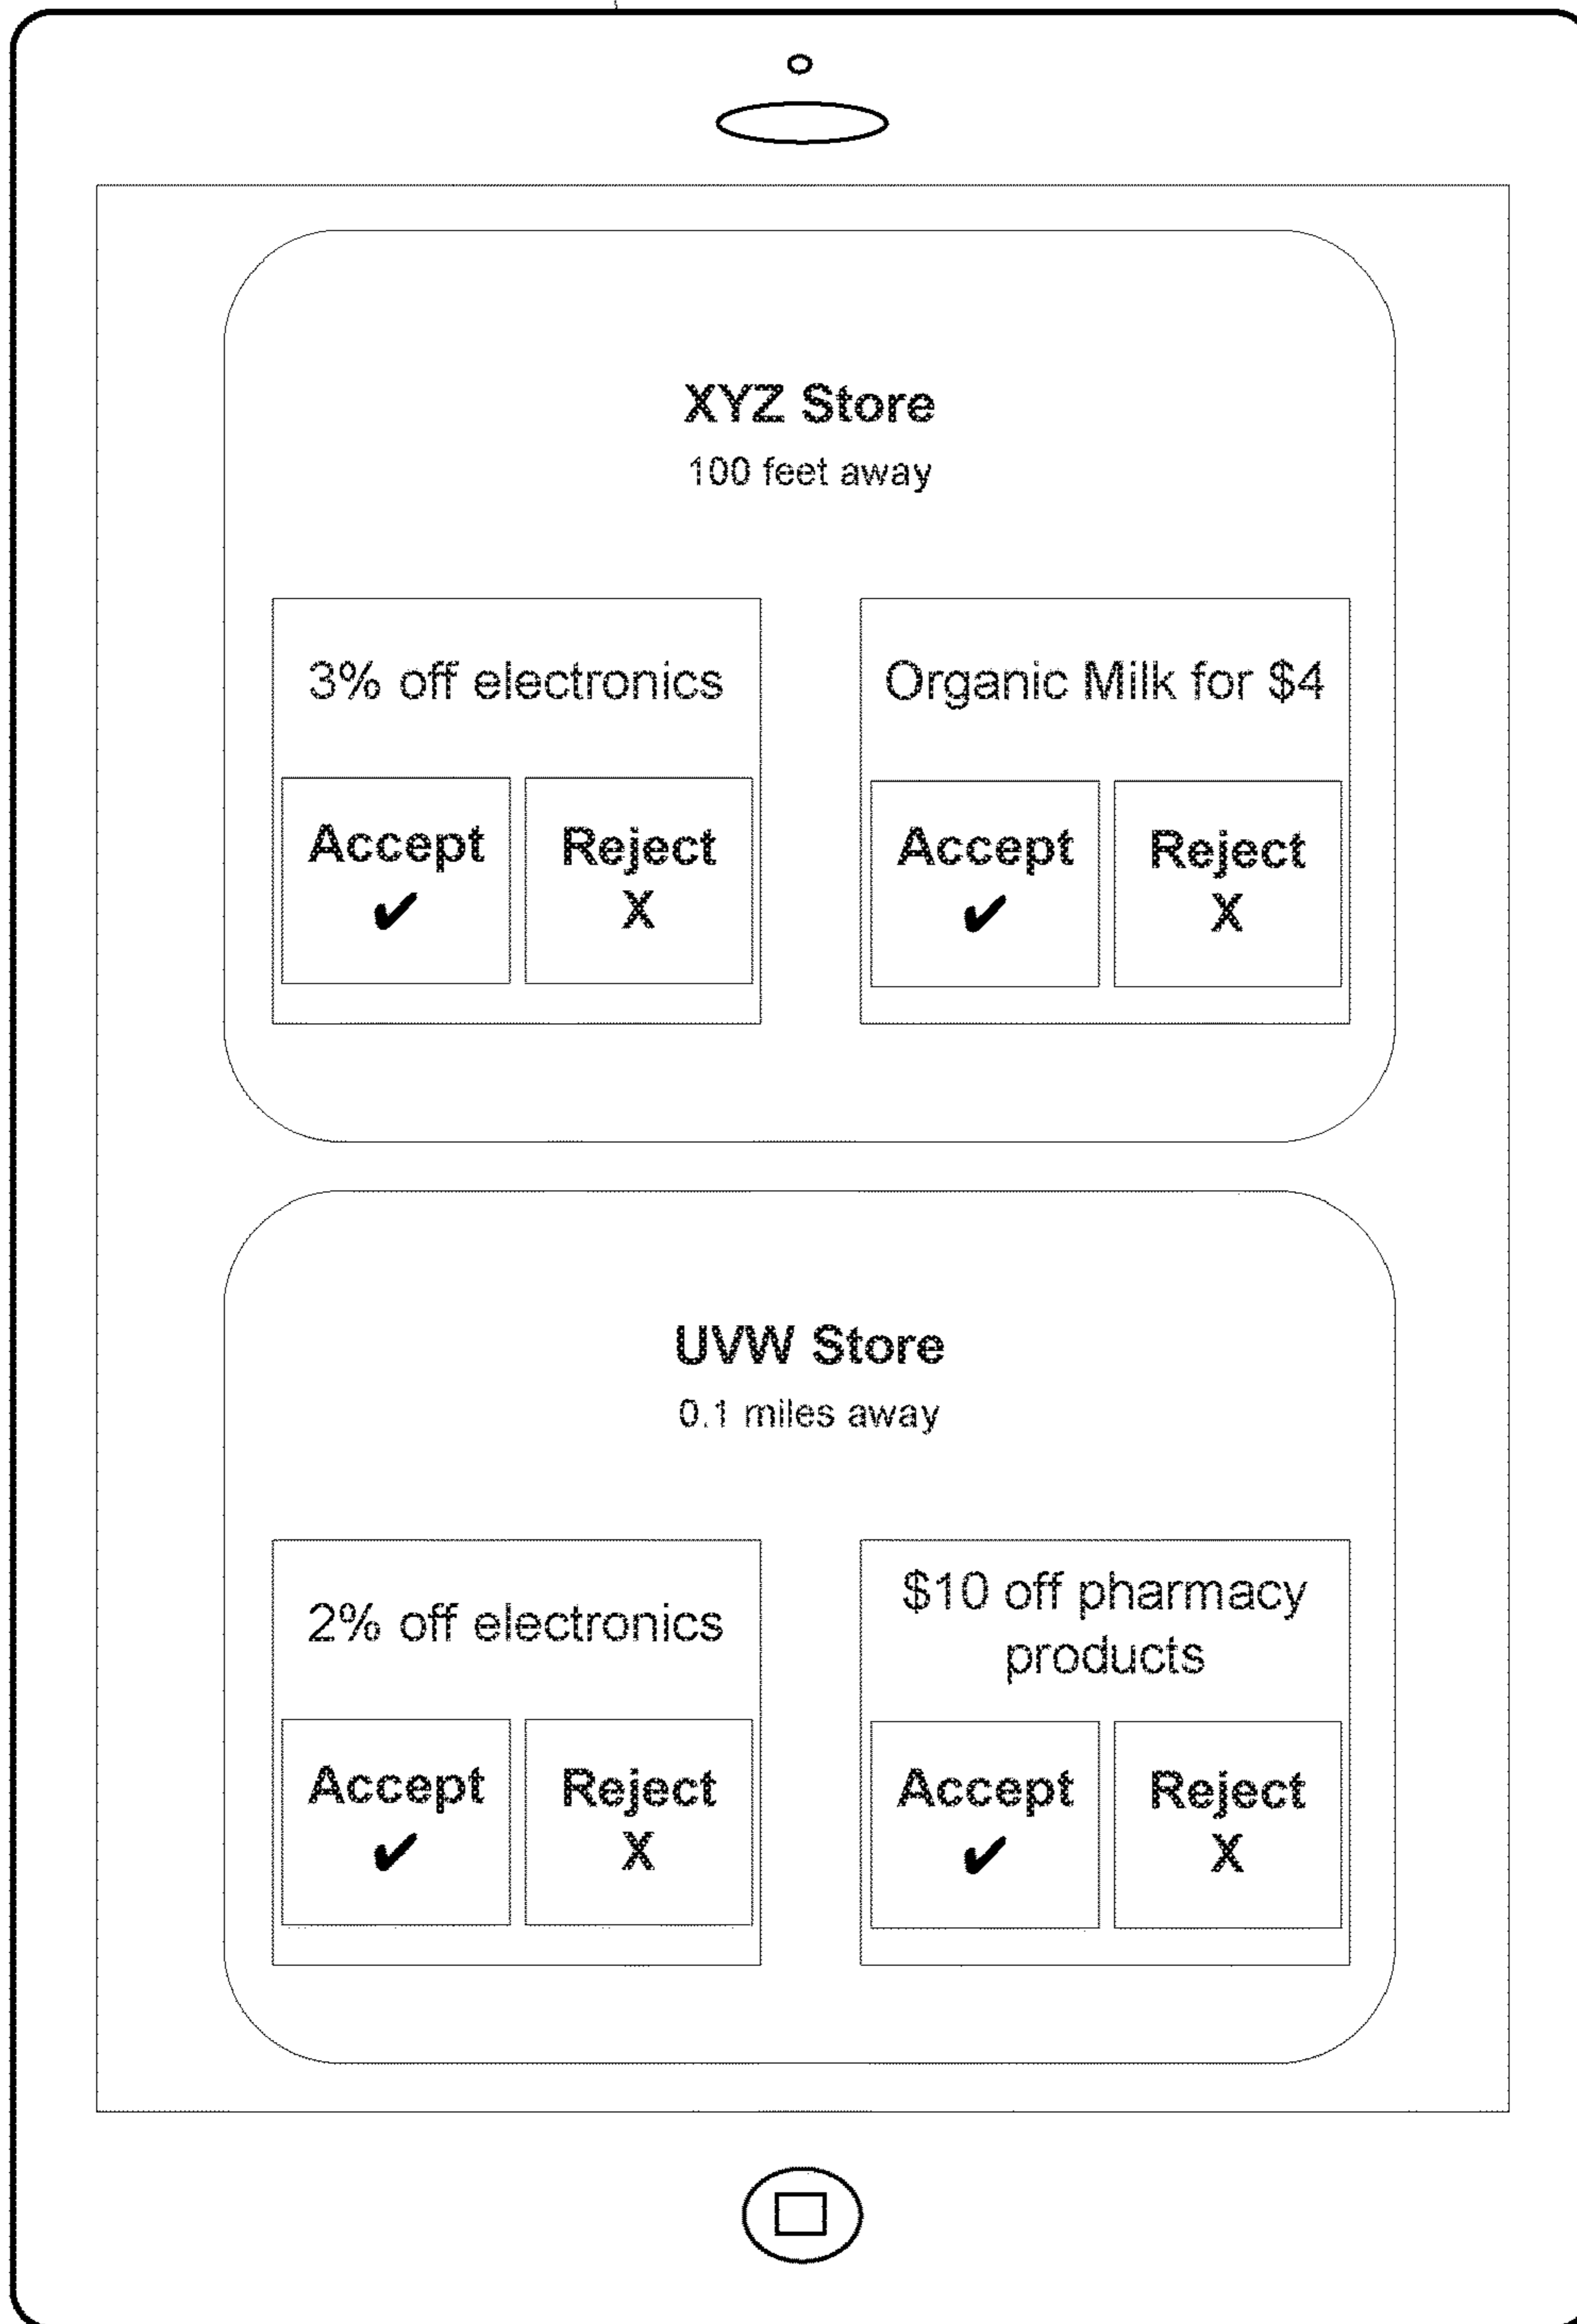 XYZ Store
100 feet away
3% off electronics
Accept
✔
Reject
X
Organic Milk for $4
Accept
✔
Reject
X
UVW Store
0.1 miles away
2% off electronics
Accept
✔
Reject
X
$10 off pharmacy
products
Accept
✔
Reject
X